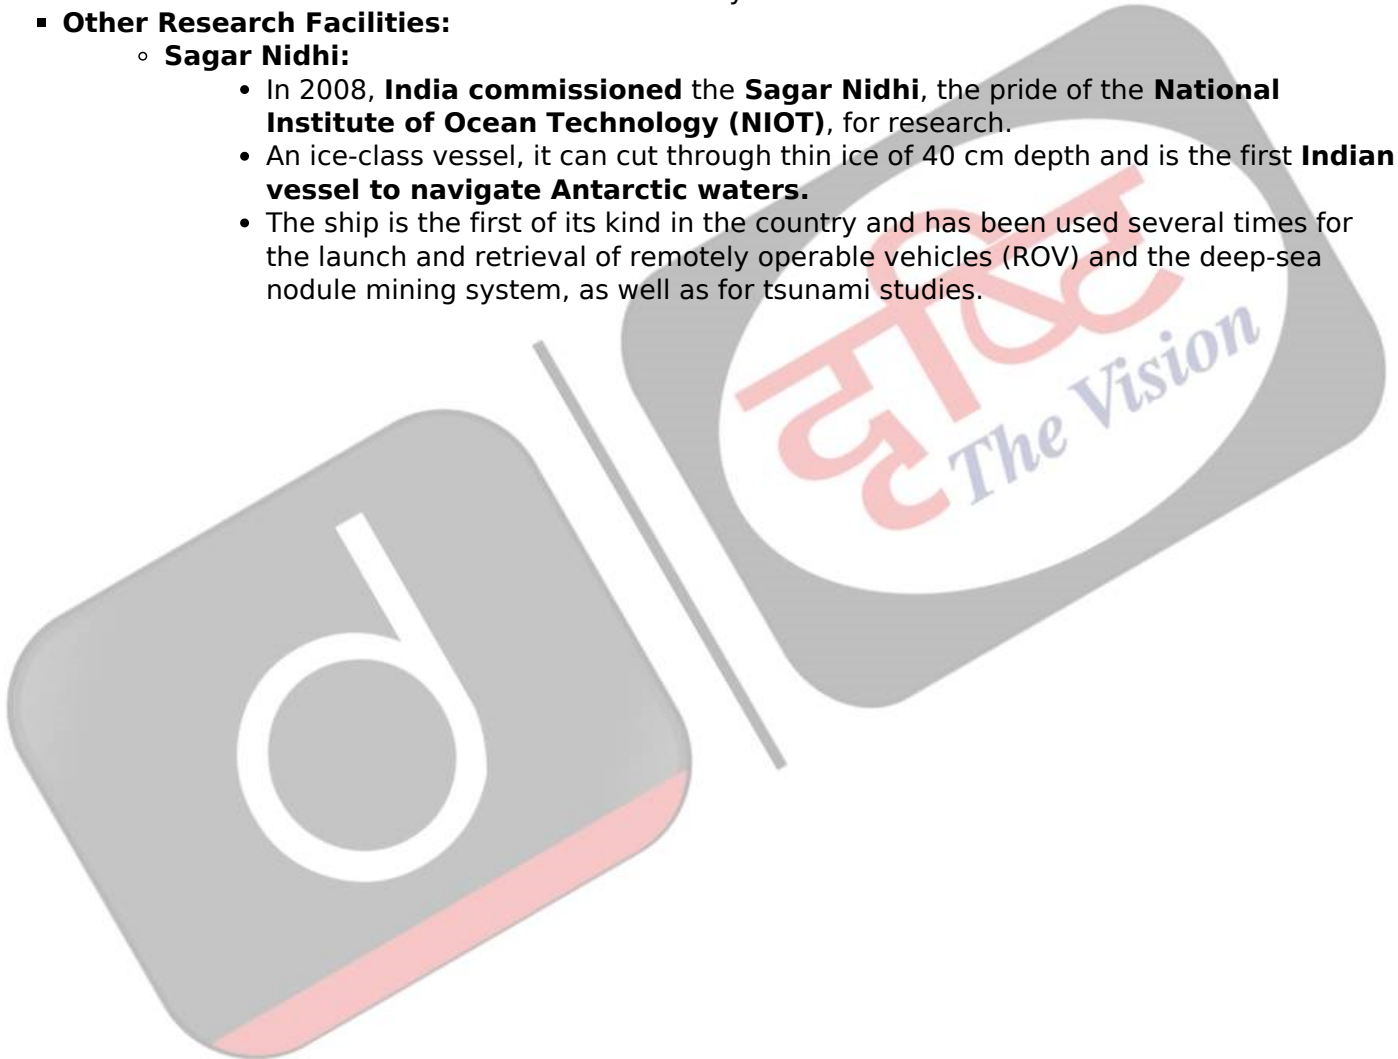 Other Research Facilities:
Sagar Nidhi:
In 2008, India commissioned the Sagar Nidhi, the pride of the National
Institute of Ocean Technology (NIOT), for research.
An ice-class vessel, it can cut through thin ice of 40 cm depth and is the first Indian
vessel to navigate Antarctic waters.
The ship is the first of its kind in the country and has been used several times for
the launch and retrieval of remotely operable vehicles (ROV) and the deep-sea
nodule mining system, as well as for tsunami studies.
दृष्टि
The Vision
d